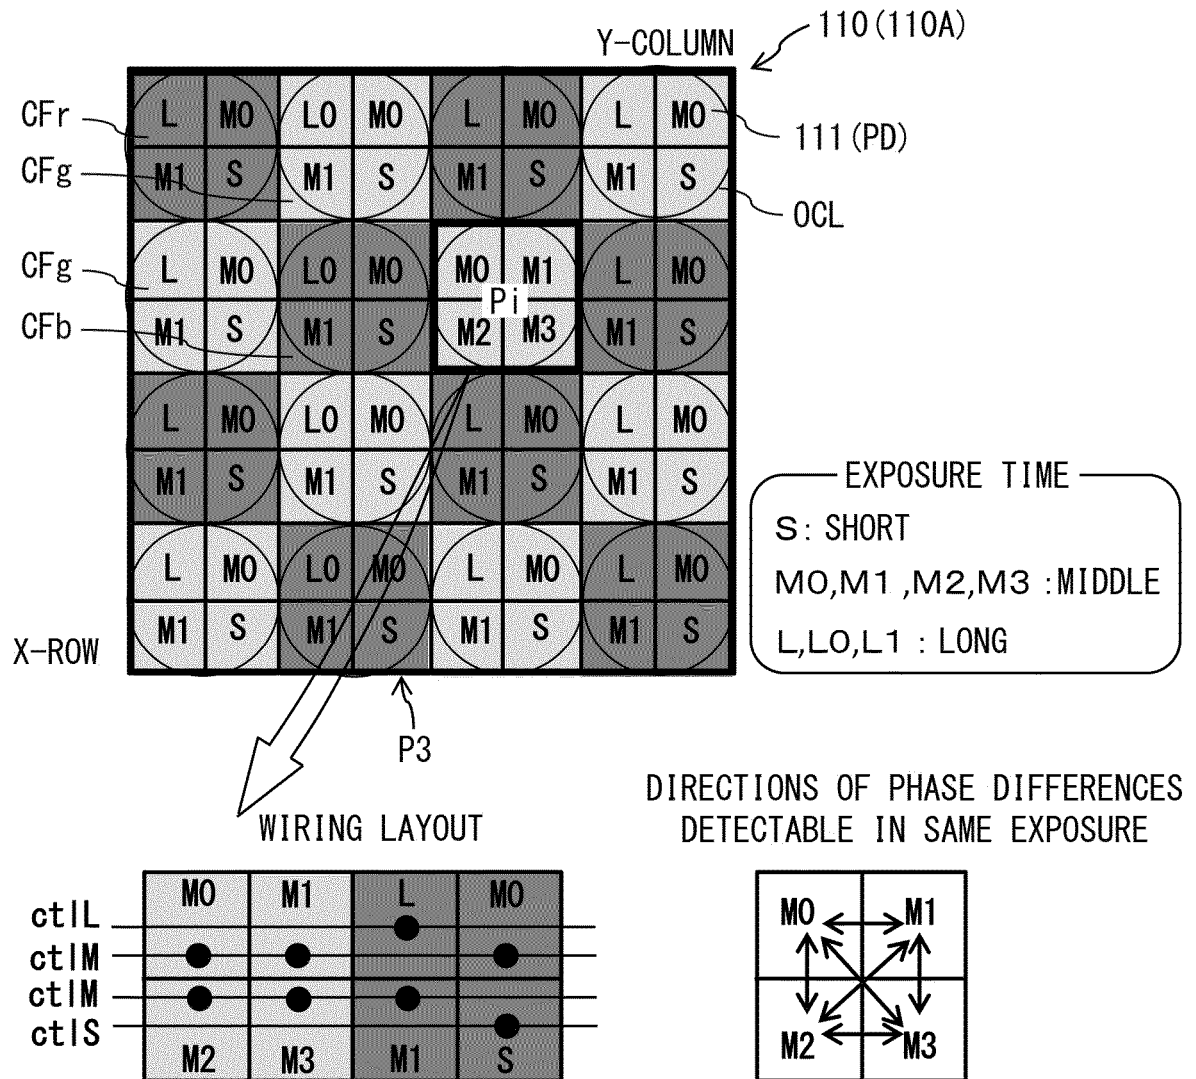 110(110A)
Y-COLUMN
CFr
L M0 L0 M0 L M0 L M0
111(PD)
CFg
M1 S M1 S M1 S M1 S
OCL
CFg
L M0 L0 M0 M0 M1 L M0
Pi
CFb
M1 S M1 S M2 M3 M1 S
L M0 L0 M0 L M0 L M0
M1 S M1 S M1 S M1 S
L M0 L0 M0 L M0 L M0
X-ROW
M1 S M1 S M1 S M1 S
EXPOSURE TIME
S: SHORT
M0,M1 ,M2,M3 :MIDDLE
L,L0,L1 : LONG
P3
WIRING LAYOUT
M0 M1 L M0
ctlL
ctlM
ctlM
ctlS
M2 M3 M1 S
DIRECTIONS OF PHASE DIFFERENCES
DETECTABLE IN SAME EXPOSURE
M0 M1
M2 M3